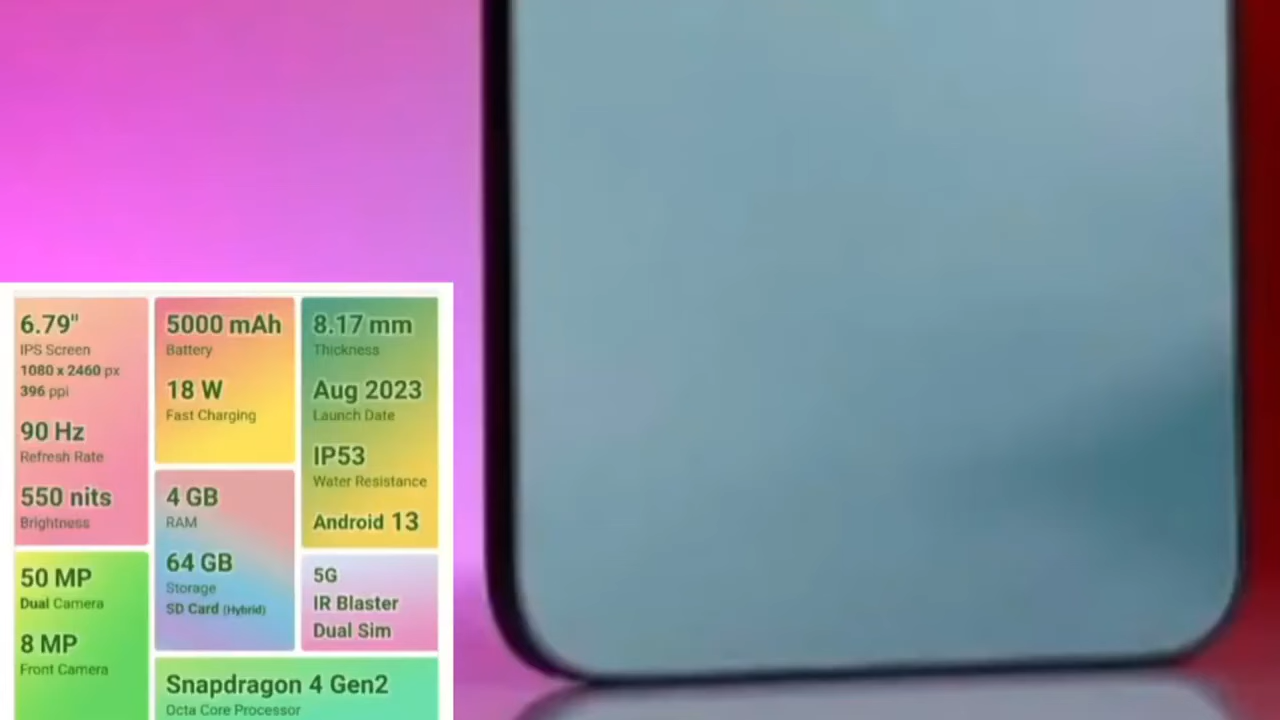 6.79"
IPS Screen
1080 x 2460 px
396 ppi
90 Hz
Refresh Rate
550 nits
Brightness
50 MP
Dual Camera
8 MP
Front Camera
5000 mAh
Battery
18 W
Fast Charging
4 GB
RAM
64 GB
Storage
SD Card (Hybrid)
8.17 mm
Thickness
Aug 2023
Launch Date
IP53
Water Resistance
Android 13
5G
IR Blaster
Dual Sim
Snapdragon 4 Gen2
Octa Core Processor